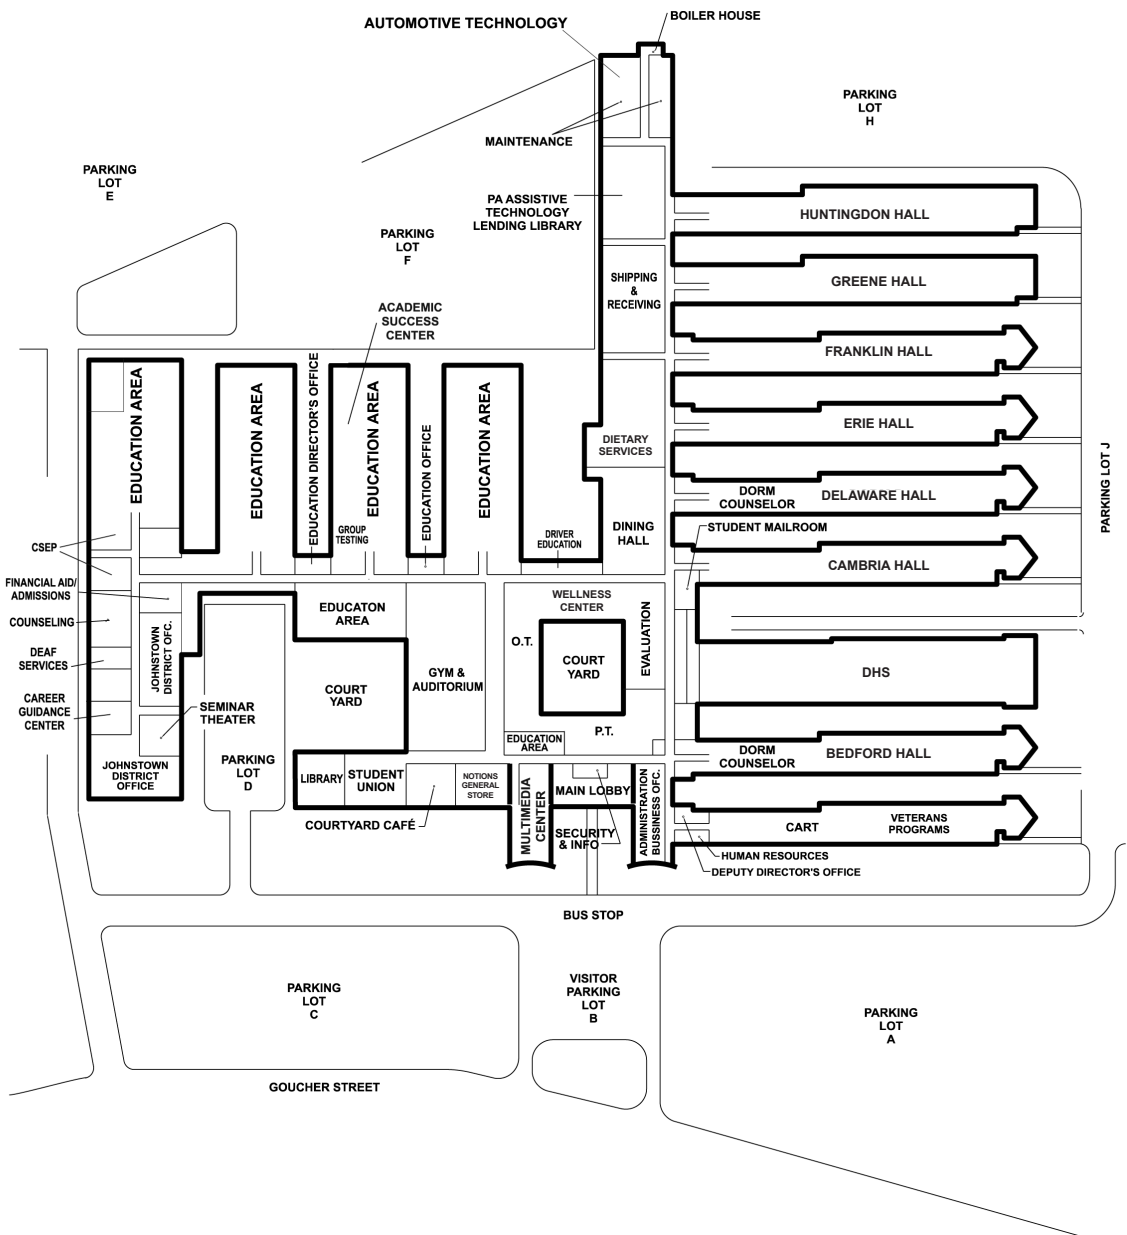 BOILER HOUSE
AUTOMOTIVE TECHNOLOGY
MAINTENANCE
PARKING
LOT
H
PARKING
LOT
E
PA ASSISTIVE
TECHNOLOGY
LENDING LIBRARY
HUNTINGDON HALL
PARKING
LOT
F
SHIPPING
&
RECEIVING
GREENE HALL
ACADEMIC
SUCCESS
CENTER
FRANKLIN HALL
EDUCATION AREA
EDUCATION AREA
EDUCATION DIRECTOR'S OFFICE
EDUCATION AREA
EDUCATION OFFICE
EDUCATION AREA
DIETARY
SERVICES
ERIE HALL
PARKING LOT J
DORM
COUNSELOR
DELAWARE HALL
GROUP
TESTING
DRIVER
EDUCATION
DINING
HALL
STUDENT MAILROOM
CSEP
CAMBRIA HALL
FINANCIAL AID/
ADMISSIONS
COUNSELING
DEAF
SERVICES
CAREER
GUIDANCE
CENTER
JOHNSTOWN
DISTRICT OFC.
SEMINAR
THEATER
JOHNSTOWN
DISTRICT
OFFICE
PARKING
LOT
D
EDUCATON
AREA
COURT
YARD
GYM &
AUDITORIUM
WELLNESS
CENTER
O.T.
COURT
YARD
EVALUATION
P.T.
EDUCATION
AREA
DHS
DORM
COUNSELOR
BEDFORD HALL
LIBRARY
STUDENT
UNION
NOTIONS
GENERAL
STORE
COURTYARD CAFÉ
MULTIMEDIA
CENTER
MAIN LOBBY
SECURITY
& INFO
ADMINISTRATION
BUSSINESS OFC.
CART
VETERANS
PROGRAMS
HUMAN RESOURCES
DEPUTY DIRECTOR'S OFFICE
BUS STOP
PARKING
LOT
C
VISITOR
PARKING
LOT
B
PARKING
LOT
A
GOUCHER STREET